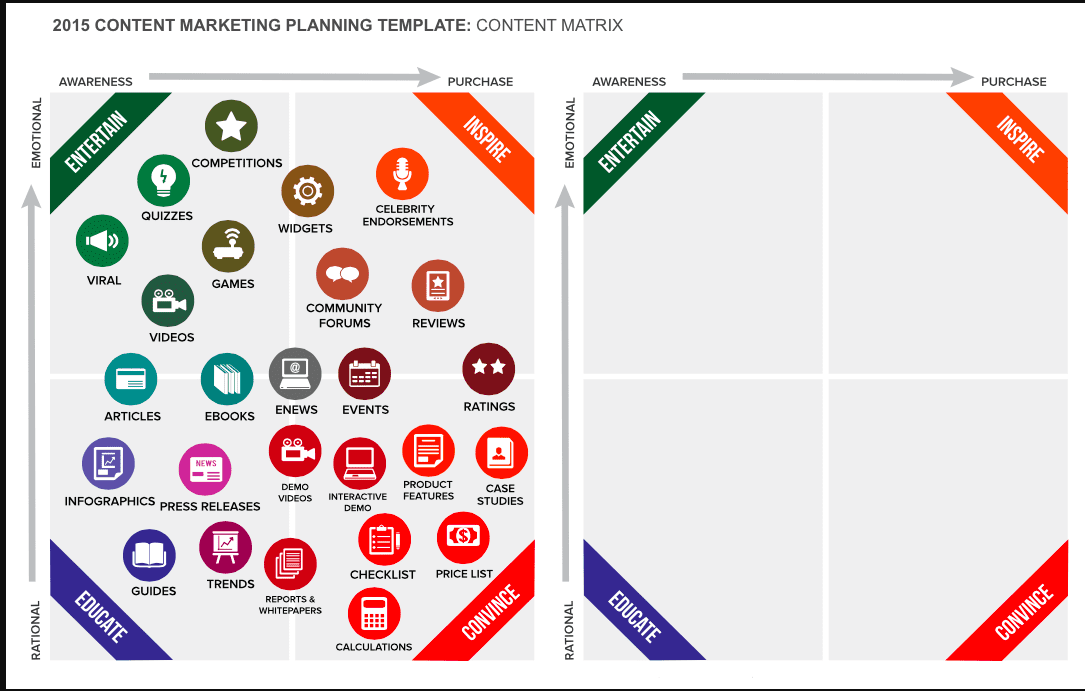 2015 CONTENT MARKETING PLANNING TEMPLATE: CONTENT MATRIX
AWARENESS
PURCHASE
EMOTIONAL
RATIONAL
ENTERTAIN
INSPIRE
COMPETITIONS
QUIZZES
WIDGETS
CELEBRITY
ENDORSEMENTS
VIRAL
GAMES
COMMUNITY
FORUMS
REVIEWS
VIDEOS
@
ARTICLES
EBOOKS
ENEWS
EVENTS
RATINGS
NEWS
INFOGRAPHICS
PRESS RELEASES
DEMO
VIDEOS
INTERACTIVE
DEMO
PRODUCT
FEATURES
CASE
STUDIES
$
GUIDES
TRENDS
REPORTS &
WHITEPAPERS
CHECKLIST
PRICE LIST
CALCULATIONS
EDUCATE
CONVINCE
AWARENESS
PURCHASE
EMOTIONAL
RATIONAL
ENTERTAIN
INSPIRE
EDUCATE
CONVINCE